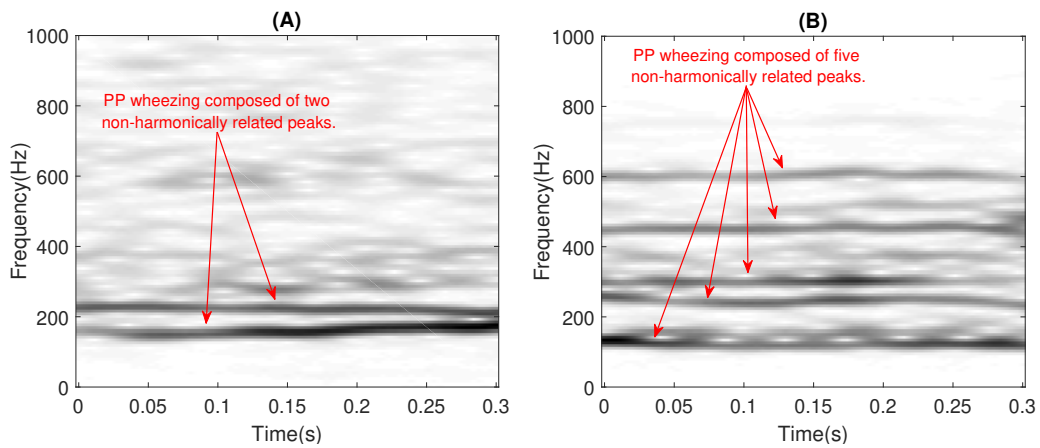 (A)
PP wheezing composed of two
non-harmonically related peaks.
Frequency(Hz)
1000
800
600
400
200
0
0
0.05
0.1
0.15
0.2
0.25
0.3
Time(s)
(B)
PP wheezing composed of five
non-harmonically related peaks.
Frequency(Hz)
1000
800
600
400
200
0
0
0.05
0.1
0.15
0.2
0.25
0.3
Time(s)